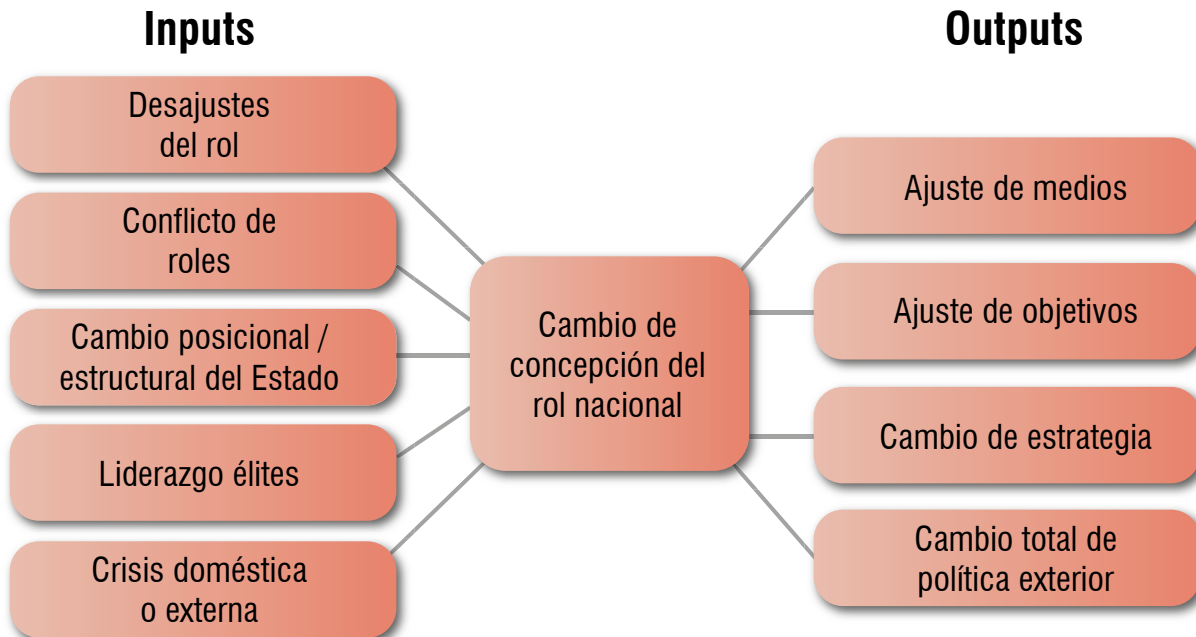 Inputs
Desajustes
del rol
Conflicto de
roles
Cambio posicional /
estructural del Estado
Liderazgo élites
Crisis doméstica
o externa
Cambio de
concepción del
rol nacional
Outputs
Ajuste de medios
Ajuste de objetivos
Cambio de estrategia
Cambio total de
política exterior